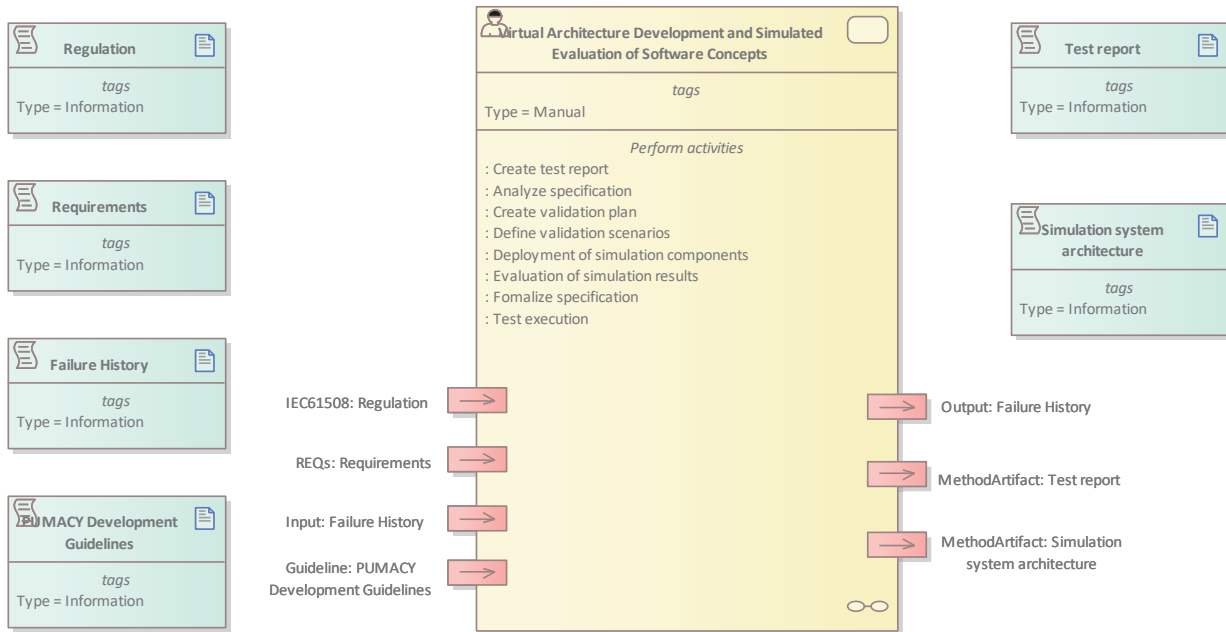 Regulation
tags
Type = Information
Requirements
tags
Type = Information
Failure History
tags
Type = Information
PUMACY Development
Guidelines
tags
Type = Information
Virtual Architecture Development and Simulated
Evaluation of Software Concepts
tags
Type = Manual
Perform activities
: Create test report
: Analyze specification
: Create validation plan
: Define validation scenarios
: Deployment of simulation components
: Evaluation of simulation results
: Fomalize specification
: Test execution
IEC61508: Regulation
REQs: Requirements
Input: Failure History
Guideline: PUMACY
Development Guidelines
Output: Failure History
MethodArtifact: Test report
MethodArtifact: Simulation
system architecture
Test report
tags
Type = Information
Simulation system
architecture
tags
Type = Information